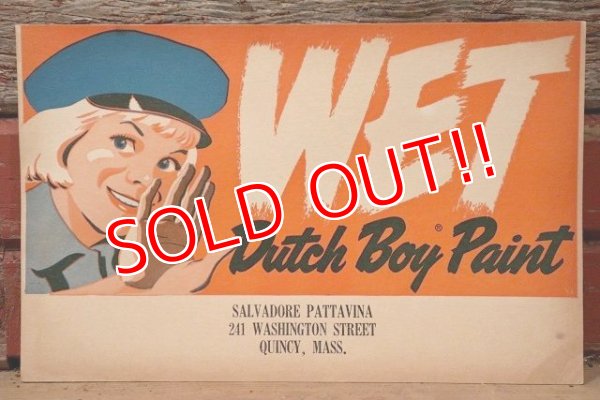 WET
SOLD OUT!!
Dutch Boy® Paint
SALVADORE PATTAVINA
241 WASHINGTON STREET
QUINCY, MASS.